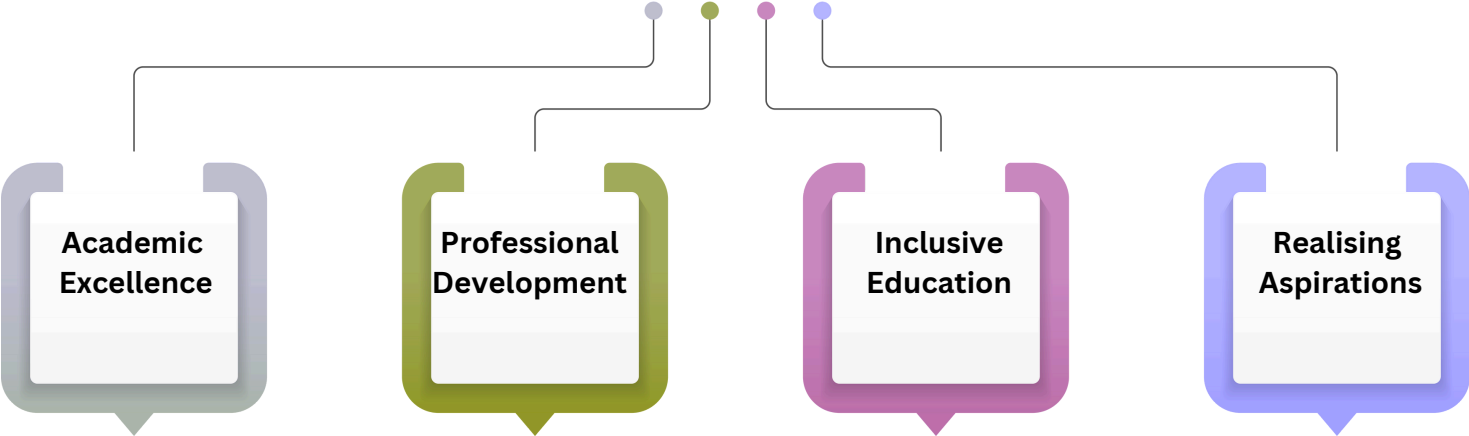 Academic
Excellence
Professional
Development
Inclusive
Education
Realising
Aspirations